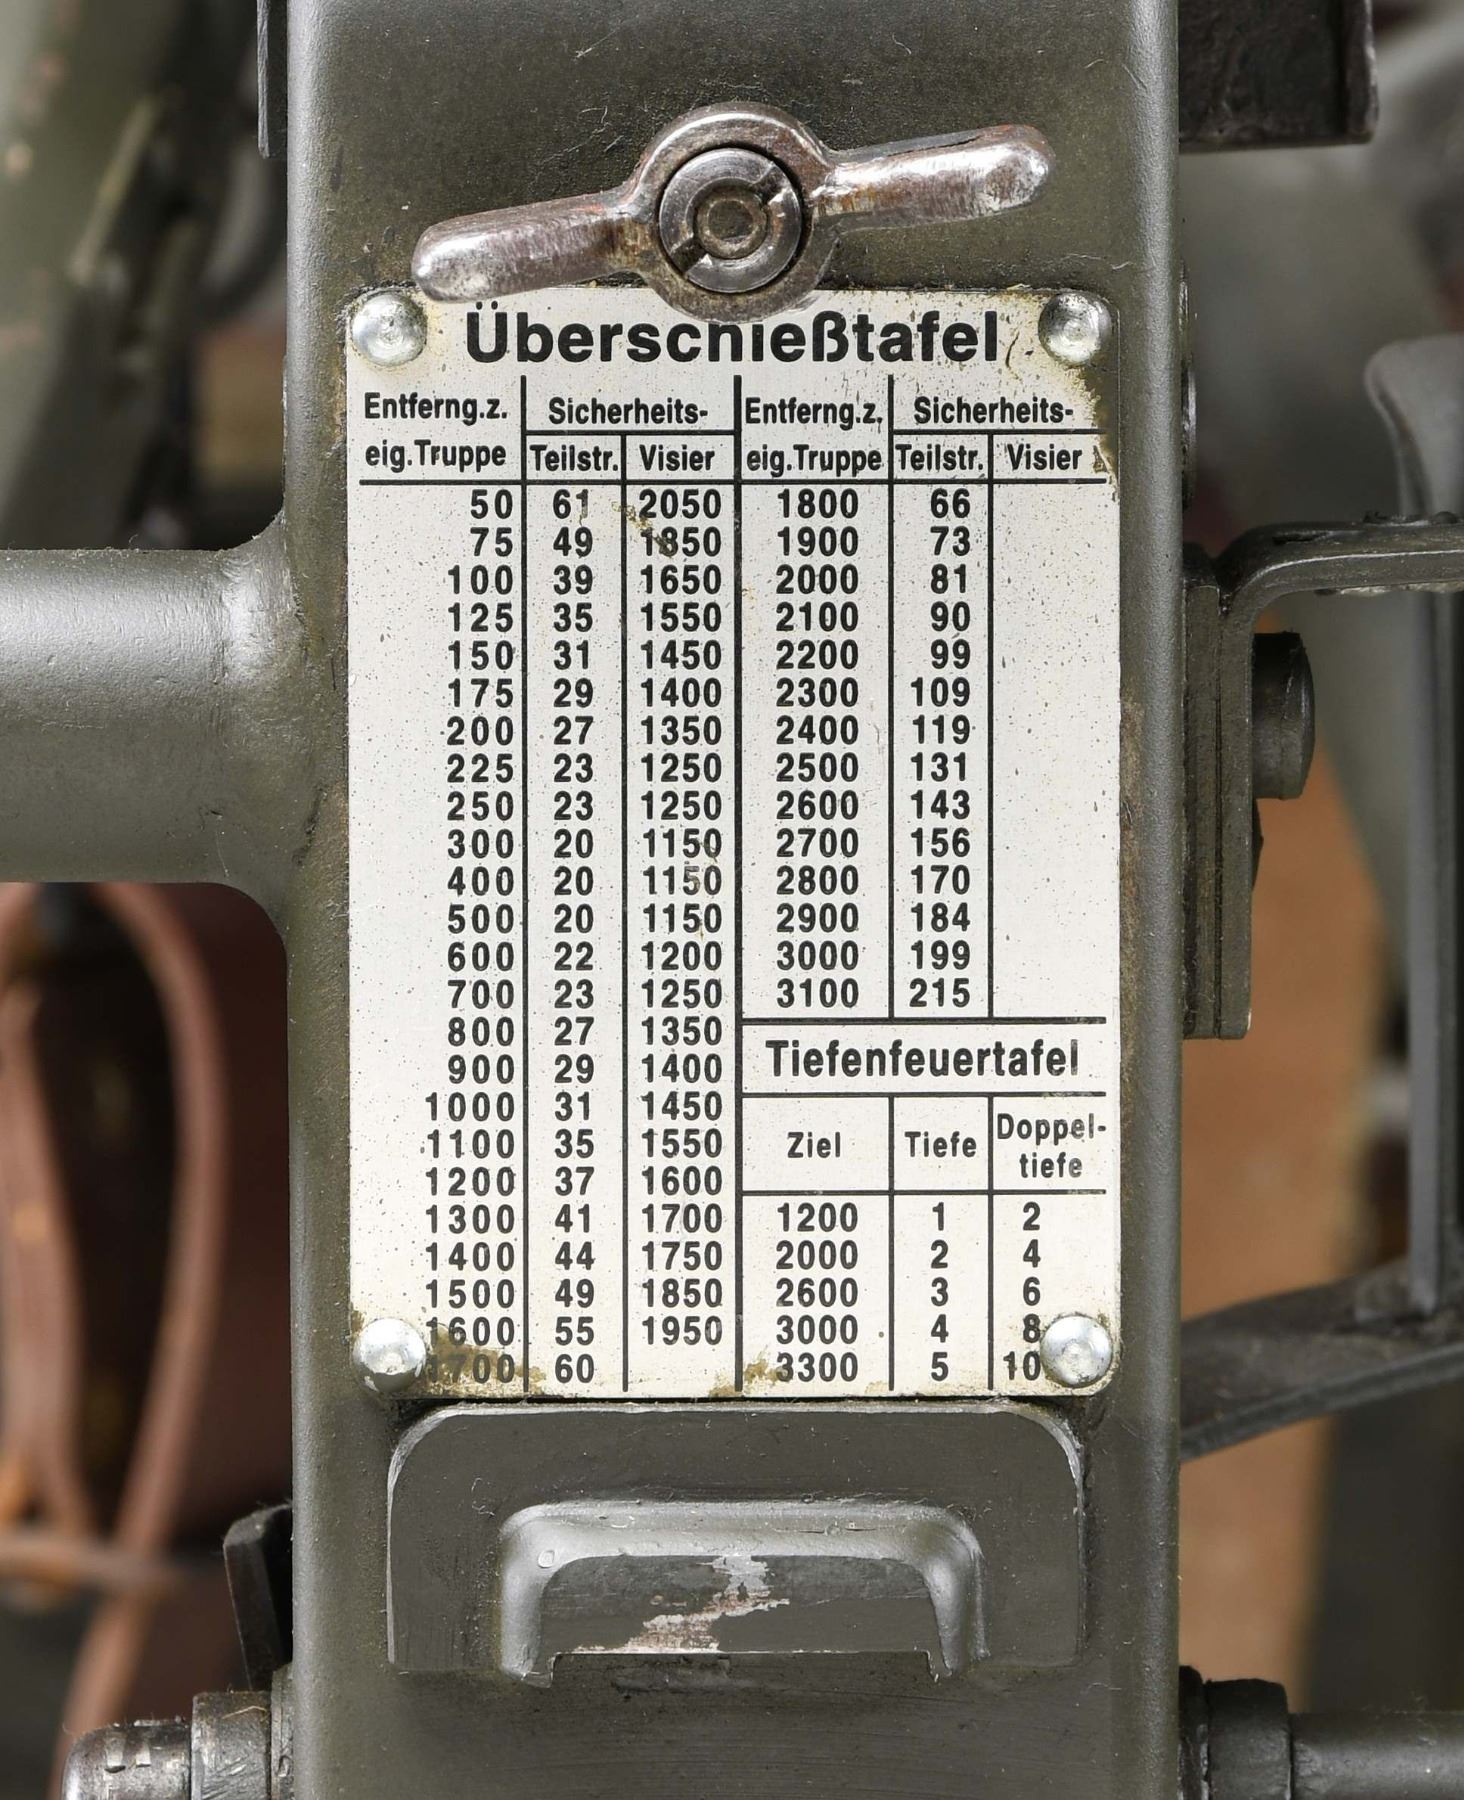 Überschießtafel
Entferng.z. Sicherheits- Entferng.z. Sicherheits-
eig.Truppe Teilstr. Visier eig.Truppe Teilstr. Visier
50 61 2050 1800 66
75 49 1850 1900 73
100 39 1650 2000 81
125 35 1550 2100 90
150 31 1450 2200 99
175 29 1400 2300 109
200 27 1350 2400 119
225 23 1250 2500 131
250 23 1250 2600 143
300 20 1150 2700 156
400 20 1150 2800 170
500 20 1150 2900 184
600 22 1200 3000 199
700 23 1250 3100 215
800 27 1350
900 29 1400
1000 31 1450
1100 35 1550
1200 37 1600
1300 41 1700
1400 44 1750
1500 49 1850
1600 55 1950
1700 60
Tiefenfeuertafel
Ziel Tiefe Doppel-
tiefe
1200 1 2
2000 2 4
2600 3 6
3000 4 8
3300 5 10